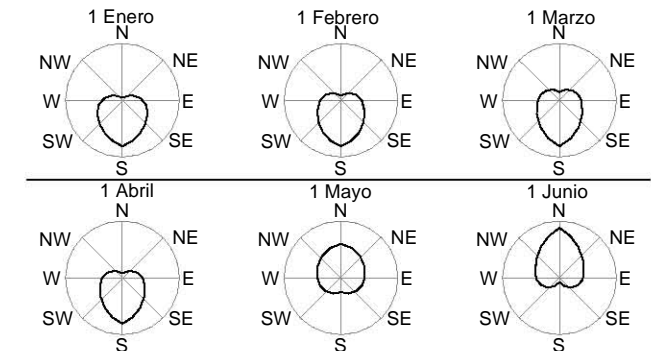 1 Enero 1 Febrero 1 Marzo
N N N
NW NE NW NE NW NE
W E W E W E
SW SE SW SE SW SE
S S S
1 Abril 1 Mayo 1 Junio
N N N
NW NE NW NE NW NE
W E W E W E
SW SE SW SE SW SE
S S S